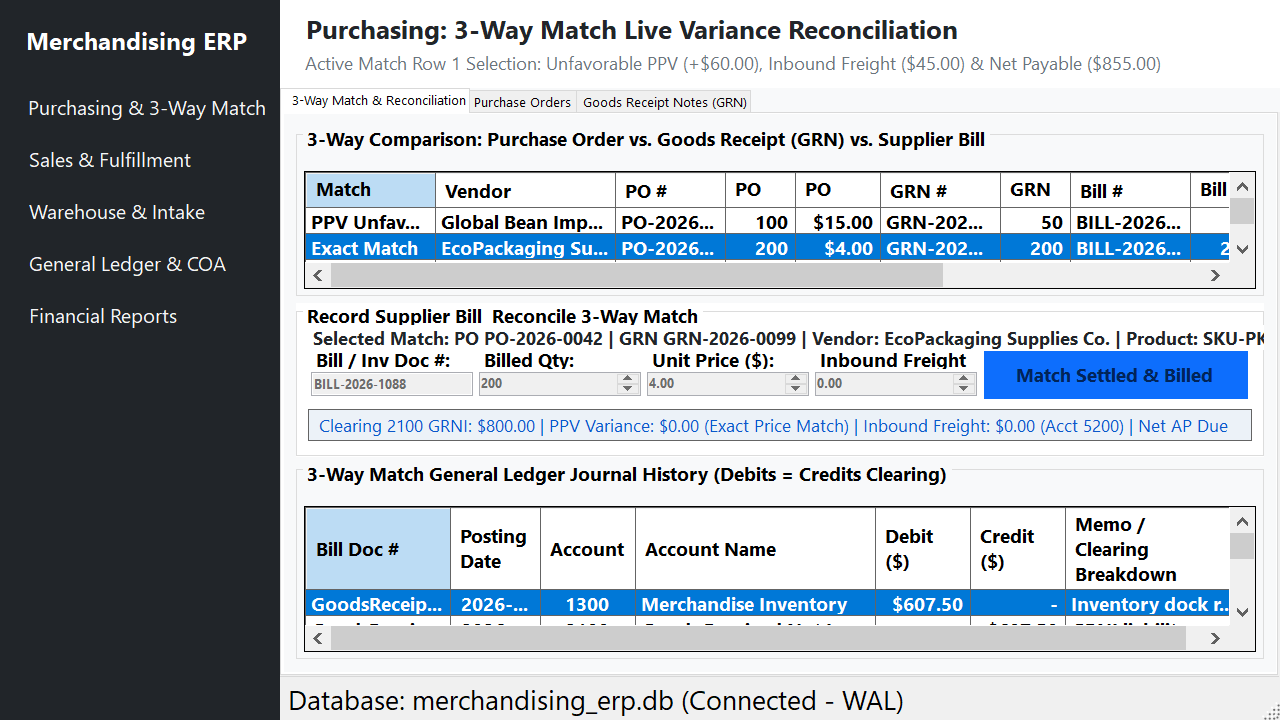 Merchandising ERP
Purchasing & 3-Way Match
Sales & Fulfillment
Warehouse & Intake
General Ledger & COA
Financial Reports
Purchasing: 3-Way Match Live Variance Reconciliation
Active Match Row 1 Selection: Unfavorable PPV (+$60.00), Inbound Freight ($45.00) & Net Payable ($855.00)
3-Way Match & Reconciliation Purchase Orders Goods Receipt Notes (GRN)
3-Way Comparison: Purchase Order vs. Goods Receipt (GRN) vs. Supplier Bill
Match Vendor PO # PO PO GRN # GRN Bill # Bill
PPV Unfav... Global Bean Imp... PO-2026... 100 $15.00 GRN-202... 50 BILL-2026...
Exact Match EcoPackaging Su... PO-2026... 200 $4.00 GRN-202... 200 BILL-2026... 2
Record Supplier Bill Reconcile 3-Way Match
Selected Match: PO PO-2026-0042 | GRN GRN-2026-0099 | Vendor: EcoPackaging Supplies Co. | Product: SKU-PK
Bill / Inv Doc #: Billed Qty: Unit Price ($): Inbound Freight
BILL-2026-1088 200 4.00 0.00 Match Settled & Billed
Clearing 2100 GRNI: $800.00 | PPV Variance: $0.00 (Exact Price Match) | Inbound Freight: $0.00 (Acct 5200) | Net AP Due
3-Way Match General Ledger Journal History (Debits = Credits Clearing)
Bill Doc # Posting Date Account Account Name Debit ($) Credit ($) Memo / Clearing Breakdown
GoodsReceip... 2026-... 1300 Merchandise Inventory $607.50 - Inventory dock r...
Database: merchandising_erp.db (Connected - WAL)